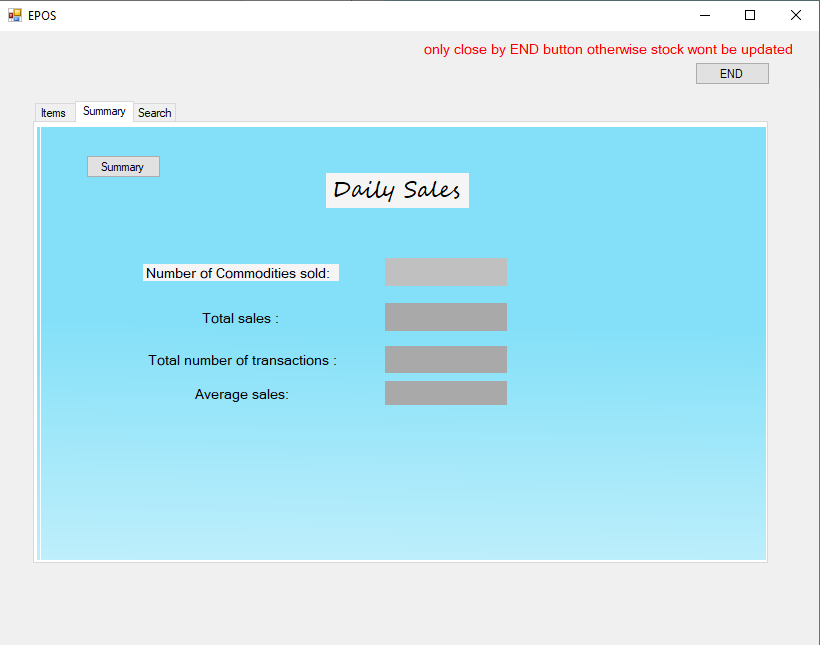 EPOS
only close by END button otherwise stock wont be updated
END
Items Summary Search
Summary
Daily Sales
Number of Commodities sold:
Total sales :
Total number of transactions :
Average sales: